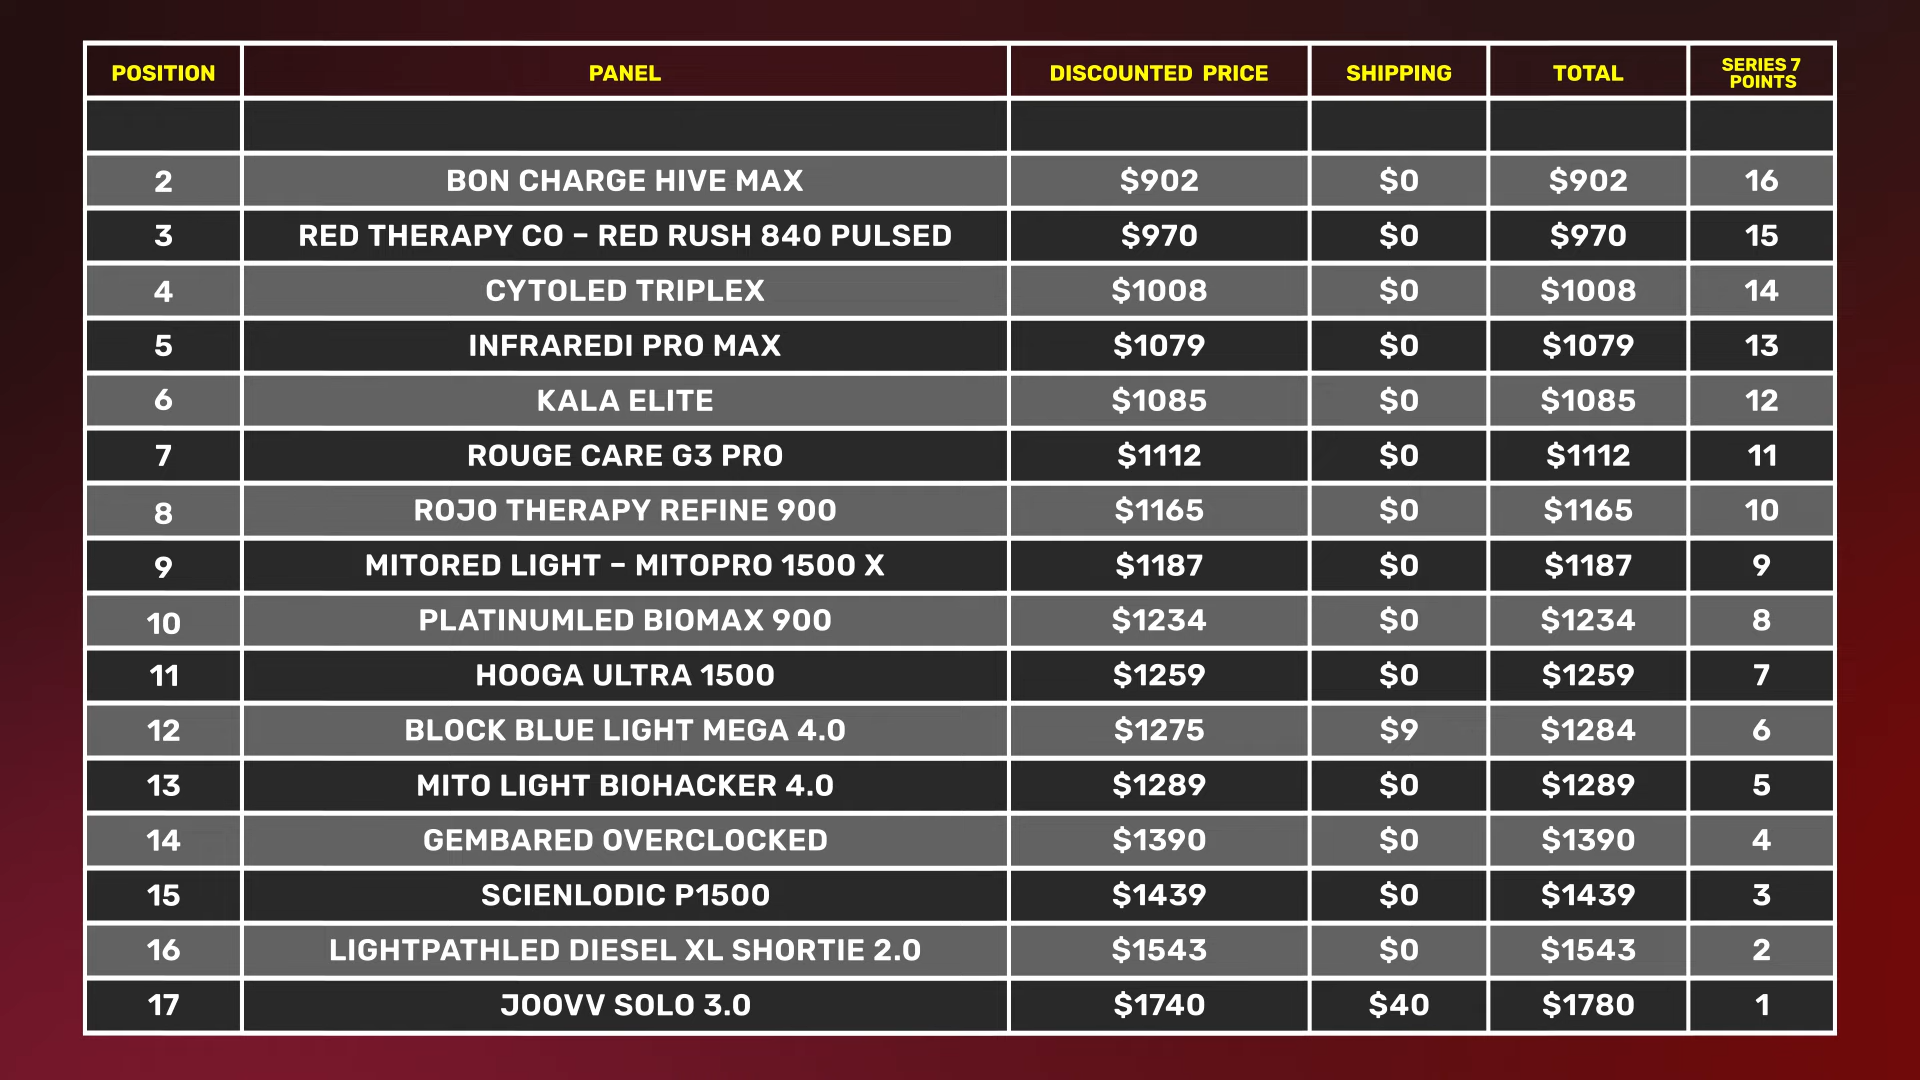 POSITION PANEL DISCOUNTED PRICE SHIPPING TOTAL SERIES 7 POINTS
2 BON CHARGE HIVE MAX $902 $0 $902 16
3 RED THERAPY CO – RED RUSH 840 PULSED $970 $0 $970 15
4 CYTOLED TRIPLEX $1008 $0 $1008 14
5 INFRAREDI PRO MAX $1079 $0 $1079 13
6 KALA ELITE $1085 $0 $1085 12
7 ROUGE CARE G3 PRO $1112 $0 $1112 11
8 ROJO THERAPY REFINE 900 $1165 $0 $1165 10
9 MITORED LIGHT – MITOPRO 1500 X $1187 $0 $1187 9
10 PLATINUMLED BIOMAX 900 $1234 $0 $1234 8
11 HOOGA ULTRA 1500 $1259 $0 $1259 7
12 BLOCK BLUE LIGHT MEGA 4.0 $1275 $9 $1284 6
13 MITO LIGHT BIOHACKER 4.0 $1289 $0 $1289 5
14 GEMBARED OVERCLOCKED $1390 $0 $1390 4
15 SCIENLODIC P1500 $1439 $0 $1439 3
16 LIGHTPATHLED DIESEL XL SHORTIE 2.0 $1543 $0 $1543 2
17 JOOVV SOLO 3.0 $1740 $40 $1780 1